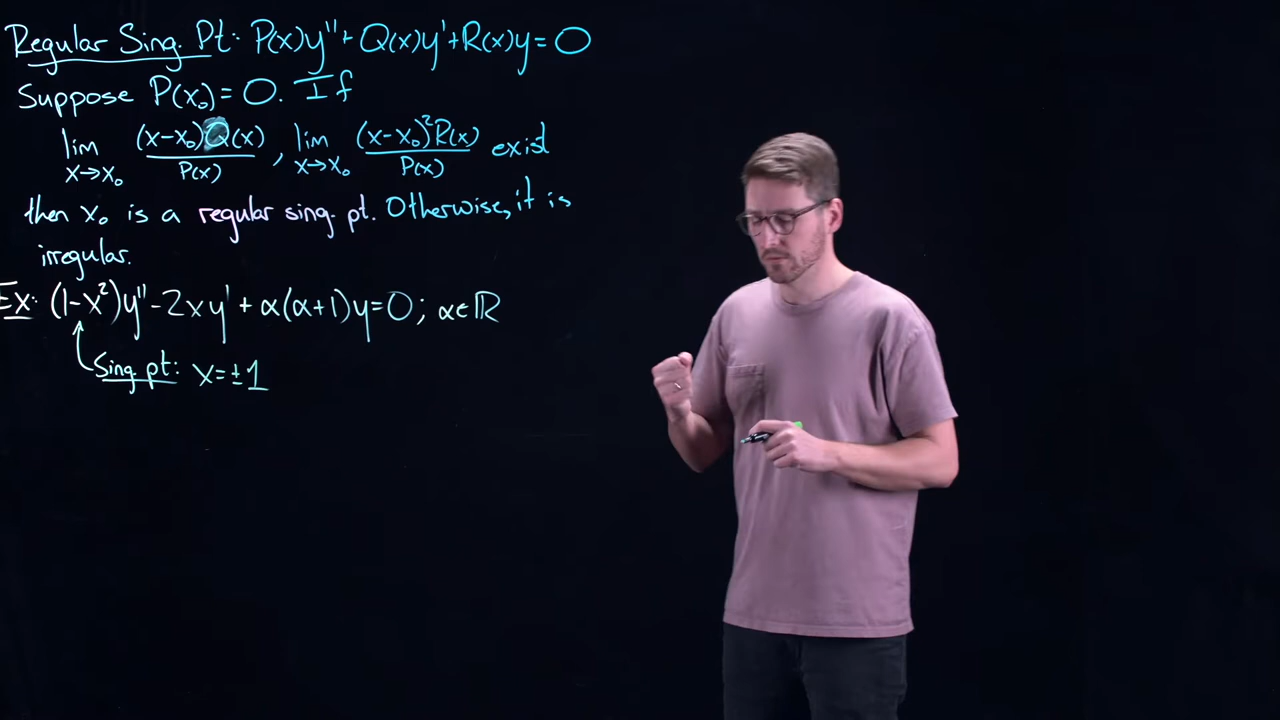 Regular Sing. Pt: P(x)y'' + Q(x)y' + R(x)y = 0
Suppose P(x₀) = 0. If
lim x→x₀ (x-x₀)Q(x)/P(x), lim x→x₀ (x-x₀)²R(x)/P(x) exist
then x₀ is a regular sing. pt. Otherwise, it is
irregular.
Ex: (1-x²)y'' - 2xy' + α(α+1)y = 0; α∈ℝ
Sing. pt: x = ±1